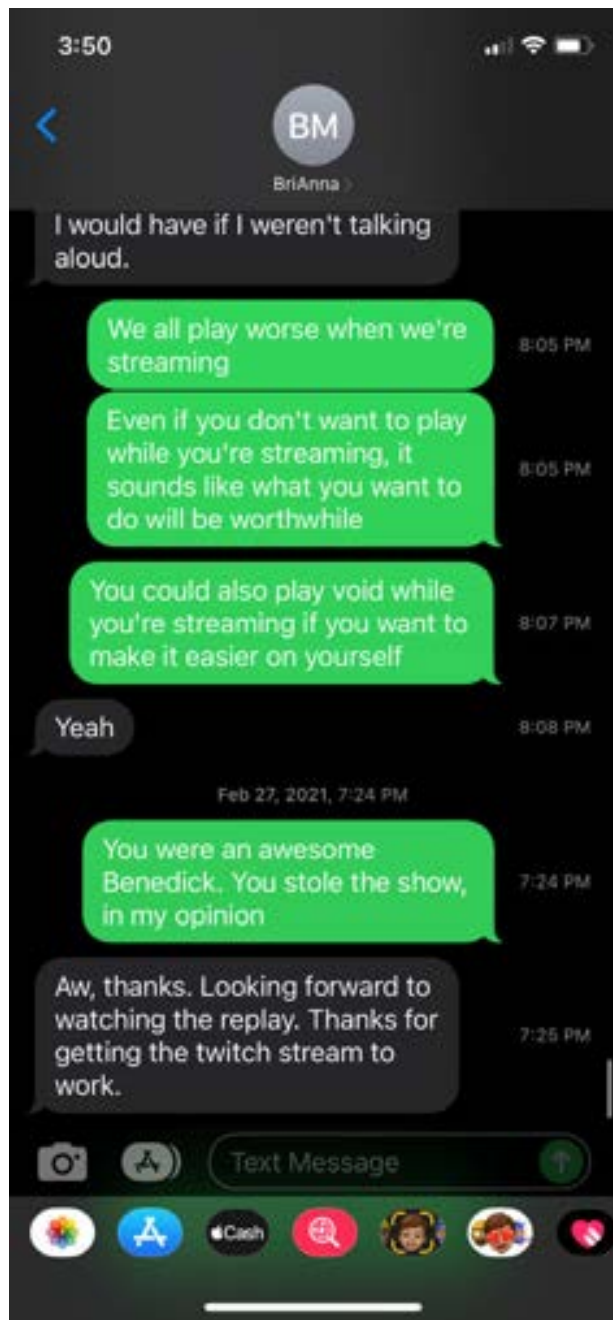 3:50
BM
BriAnna
I would have if I weren't talking
aloud.
We all play worse when we're
streaming
8:05 PM
Even if you don't want to play
while you're streaming, it
sounds like what you want to
do will be worthwhile
8:05 PM
You could also play void while
you're streaming if you want to
make it easier on yourself
8:07 PM
Yeah
8:08 PM
Feb 27, 2021, 7:24 PM
You were an awesome
Benedick. You stole the show,
in my opinion
7:24 PM
Aw, thanks. Looking forward to
watching the replay. Thanks for
getting the twitch stream to
work.
7:25 PM
Text Message
Cash